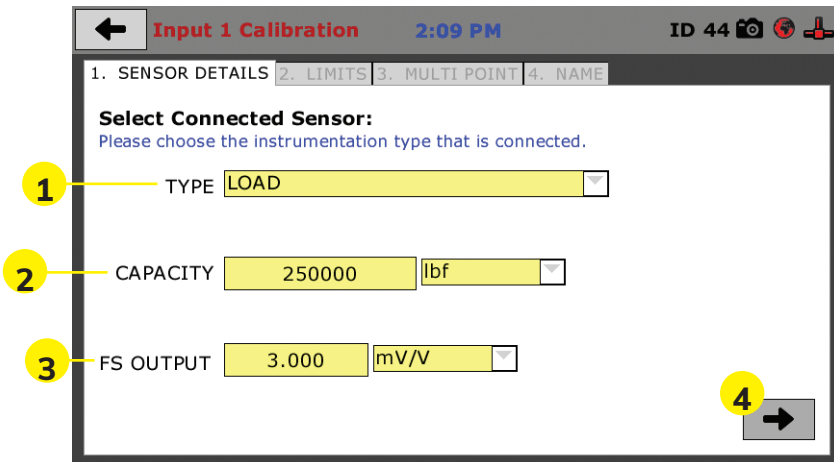 Input 1 Calibration 2:09 PM ID 44
1. SENSOR DETAILS 2. LIMITS 3. MULTI POINT 4. NAME
Select Connected Sensor:
Please choose the instrumentation type that is connected.
1 TYPE LOAD
2 CAPACITY 250000 lbf
3 FS OUTPUT 3.000 mV/V
4